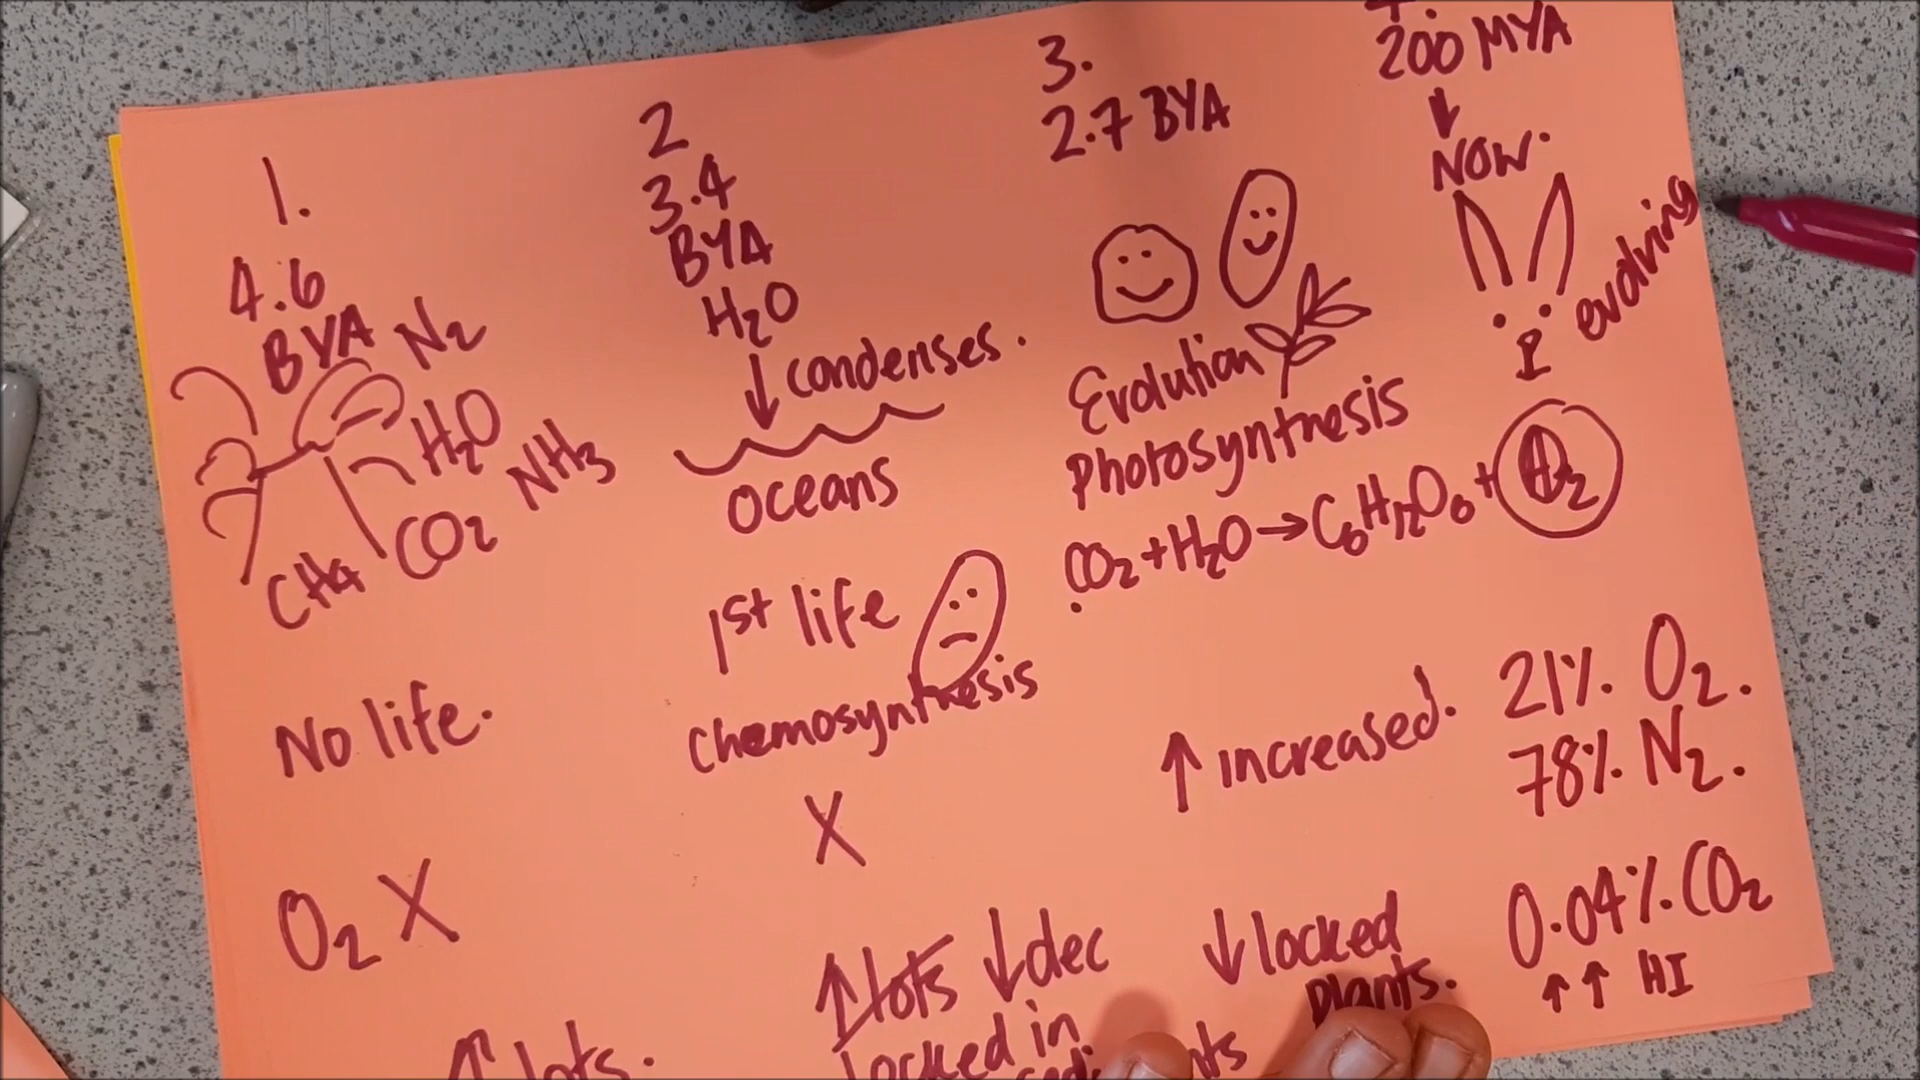 1.
4.6
BYA
N2
H2O
NH3
CO2
CH4
No life.
O2 X
↑ lots.
2
3.4
BYA
H2O
↓ condenses.
oceans
1st life
Chemosynthesis
X
↑ lots ↓ dec
locked in
3.
2.7 BYA
Evolution
Photosynthesis
CO2 + H2O → C6H12O6 +
↑ increased.
↓ locked
plants.
200 MYA
↓
NOW.
evolving
21% O2.
78% N2.
0.04% CO2
↑ ↑ HI